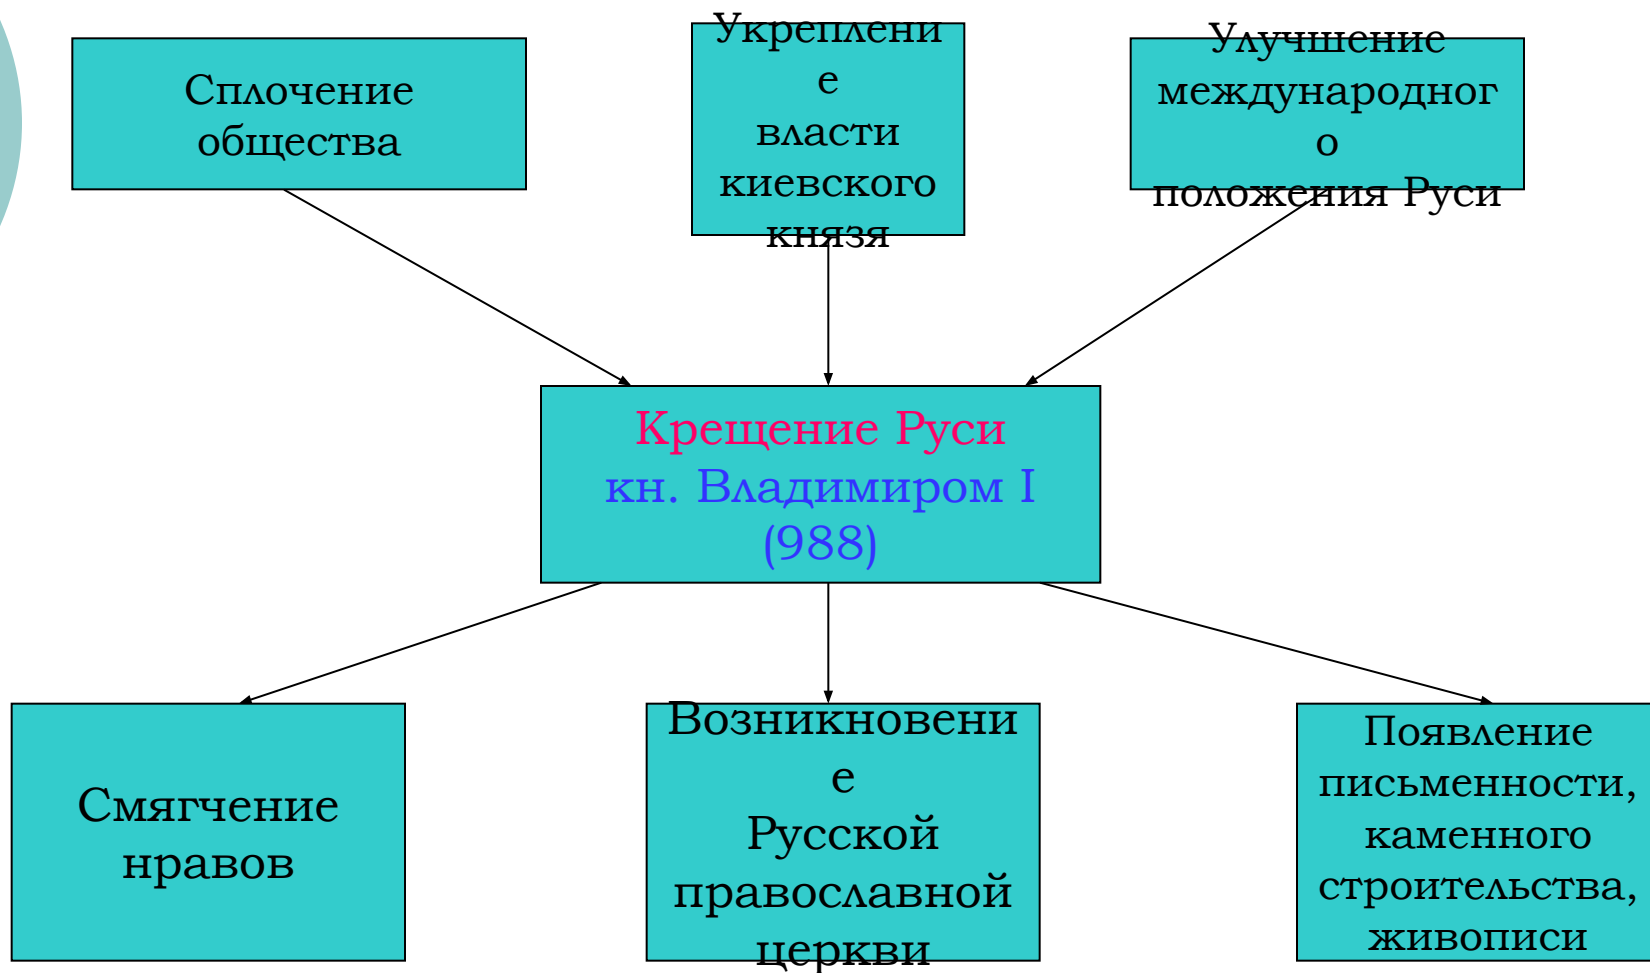 Сплочение
общества
Укреплени
е
власти
киевского
князя
Улучшение
международног
о
положения Руси
Крещение Руси
кн. Владимиром I
(988)
Смягчение
нравов
Возникновени
е
Русской
православной
церкви
Появление
письменности,
каменного
строительства,
живописи